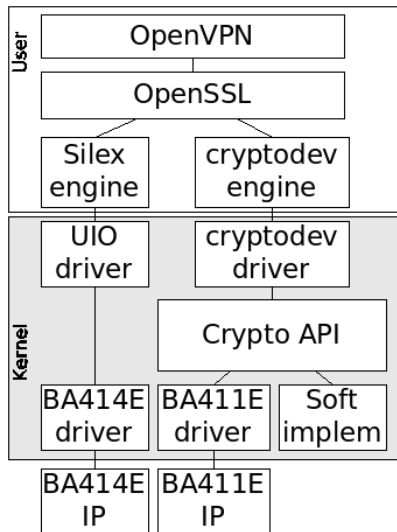 User
OpenVPN
OpenSSL
Silex
engine
cryptodev
engine
Kernel
UIO
driver
cryptodev
driver
Crypto API
BA414E
driver
BA411E
driver
Soft
implem
BA414E
IP
BA411E
IP